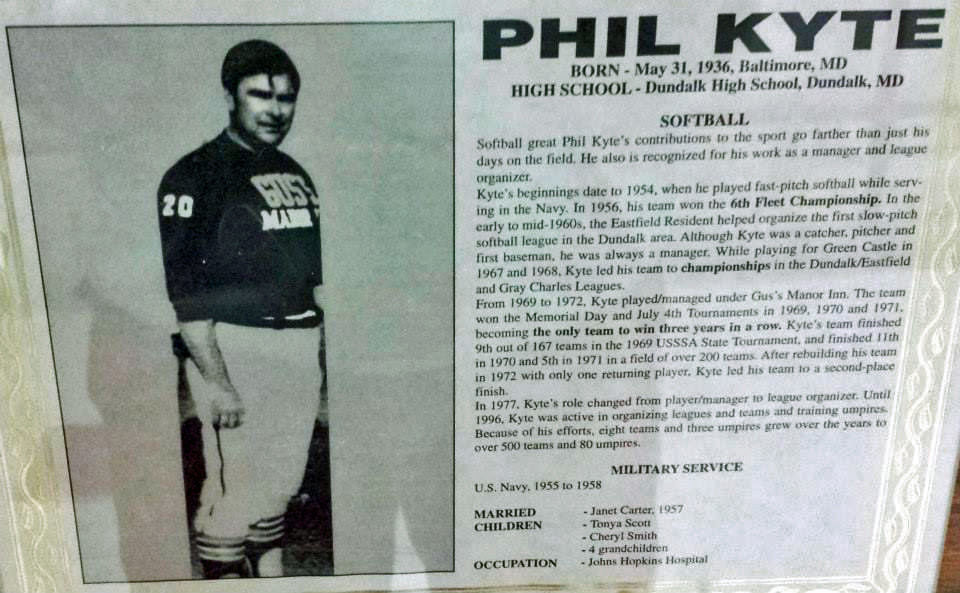 PHIL KYTE
BORN - May 31, 1936, Baltimore, MD
HIGH SCHOOL - Dundalk High School, Dundalk, MD
SOFTBALL
Softball great Phil Kyte's contributions to the sport go farther than just his
days on the field. He also is recognized for his work as a manager and league
organizer.
Kyte's beginnings date to 1954, when he played fast-pitch softball while serv-
ing in the Navy. In 1956, his team won the 6th Fleet Championship. In the
early to mid-1960s, the Eastfield Resident helped organize the first slow-pitch
softball league in the Dundalk area. Although Kyte was a catcher, pitcher and
first baseman, he was always a manager. While playing for Green Castle in
1967 and 1968, Kyte led his team to championships in the Dundalk/Eastfield
and Gray Charles Leagues.
From 1969 to 1972, Kyte played/managed under Gus's Manor Inn. The team
won the Memorial Day and July 4th Tournaments in 1969, 1970 and 1971,
becoming the only team to win three years in a row. Kyte's team finished
9th out of 167 teams in the 1969 USSSA State Tournament, and finished 11th
in 1970 and 5th in 1971 in a field of over 200 teams. After rebuilding his team
in 1972 with only one returning player, Kyte led his team to a second-place
finish.
In 1977, Kyte's role changed from player/manager to league organizer. Until
1996, Kyte was active in organizing leagues and teams and training umpires.
Because of his efforts, eight teams and three umpires grew over the years to
over 500 teams and 80 umpires.
MILITARY SERVICE
U.S. Navy, 1955 to 1958
MARRIED - Janet Carter, 1957
CHILDREN - Tonya Scott
- Cheryl Smith
- 4 grandchildren
OCCUPATION - Johns Hopkins Hospital
20
GUS'S
MANOR